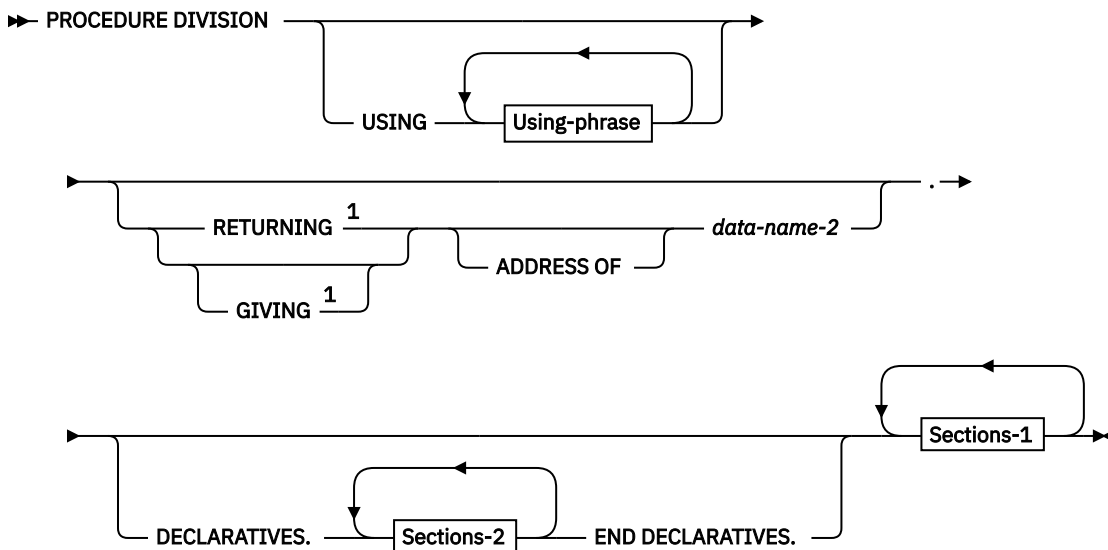 PROCEDURE DIVISION
USING Using-phrase
RETURNING 1 data-name-2 .
ADDRESS OF
GIVING 1
Sections-1
DECLARATIVES. Sections-2 END DECLARATIVES.